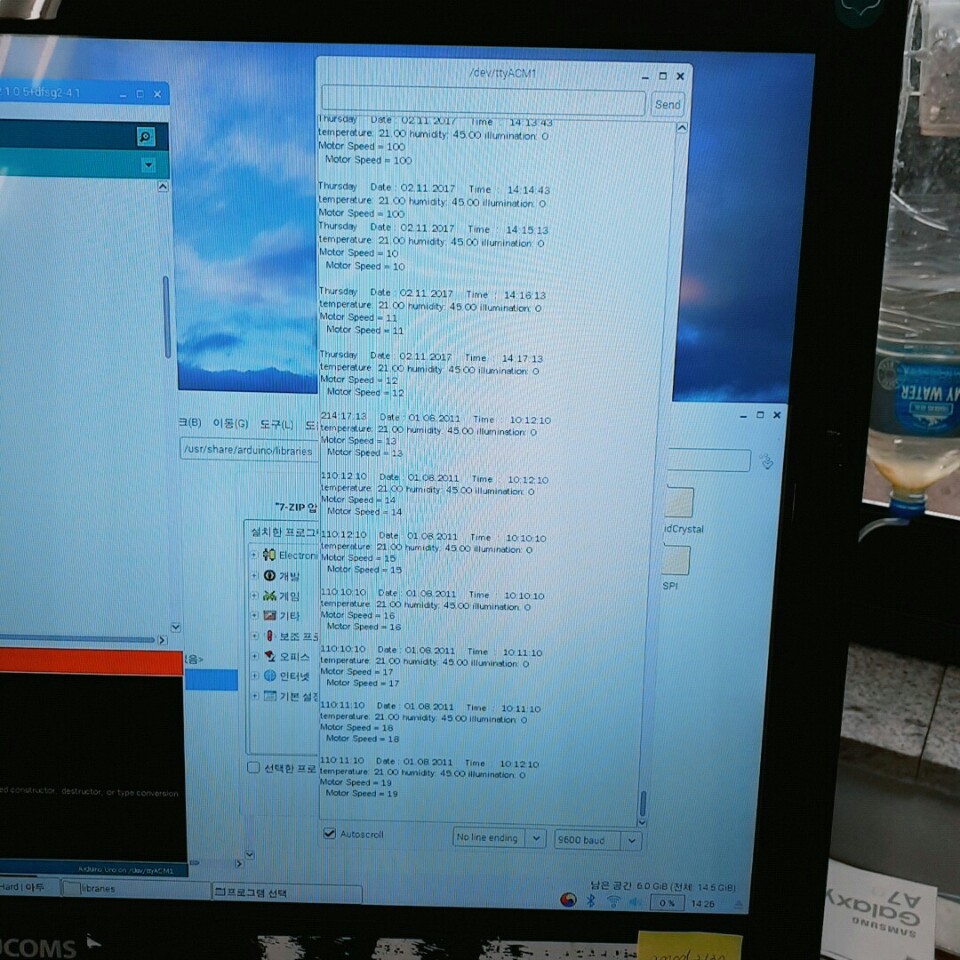 /dev/ttyACM1
Send
Thursday Date : 02.11.2017 Time : 14:13:43
temperature: 21.00 humidity: 45.00 illumination: 0
Motor Speed = 100
Motor Speed = 100
Thursday Date : 02.11.2017 Time : 14:14:43
temperature: 21.00 humidity: 45.00 illumination: 0
Motor Speed = 100
Thursday Date : 02.11.2017 Time : 14:15:13
temperature: 21.00 humidity: 45.00 illumination: 0
Motor Speed = 10
Motor Speed = 10
Thursday Date : 02.11.2017 Time : 14:16:13
temperature: 21.00 humidity: 45.00 illumination: 0
Motor Speed = 11
Motor Speed = 11
Thursday Date : 02.11.2017 Time : 14:17:13
temperature: 21.00 humidity: 45.00 illumination: 0
Motor Speed = 12
Motor Speed = 12
214:17:13 Date : 01.08.2011 Time : 10:12:10
temperature: 21.00 humidity: 45.00 illumination: 0
Motor Speed = 13
Motor Speed = 13
110:12:10 Date : 01.08.2011 Time : 10:12:10
temperature: 21.00 humidity: 45.00 illumination: 0
Motor Speed = 14
Motor Speed = 14
110:12:10 Date : 01.08.2011 Time : 10:10:10
temperature: 21.00 humidity: 45.00 illumination: 0
Motor Speed = 15
Motor Speed = 15
110:10:10 Date : 01.08.2011 Time : 10:10:10
temperature: 21.00 humidity: 45.00 illumination: 0
Motor Speed = 16
Motor Speed = 16
110:10:10 Date : 01.08.2011 Time : 10:11:10
temperature: 21.00 humidity: 45.00 illumination: 0
Motor Speed = 17
Motor Speed = 17
110:11:10 Date : 01.08.2011 Time : 10:11:10
temperature: 21.00 humidity: 45.00 illumination: 0
Motor Speed = 18
Motor Speed = 18
110:11:10 Date : 01.08.2011 Time : 10:12:10
temperature: 21.00 humidity: 45.00 illumination: 0
Motor Speed = 19
Motor Speed = 19
Autoscroll
No line ending
9600 baud
크(B) 이동(G) 도구(L) 도
/usr/share/arduino/libraries
"7-ZIP 압
설치한 프로그
Electroni
개발
게임
기타
보조 프로
오피스
인터넷
기본 설정
선택한 프로
idCrystal
SPI
음>
ed constructor, destructor, or type conversion
Arduino Uno on /dev/ttyACM1
Hard | 아두
libraries
프로그램 선택
남은 공간: 6.0 GiB (전체: 14.5 GiB)
0 %
14:26
COMS
MY WATER
SAMSUNG
Galaxy A7